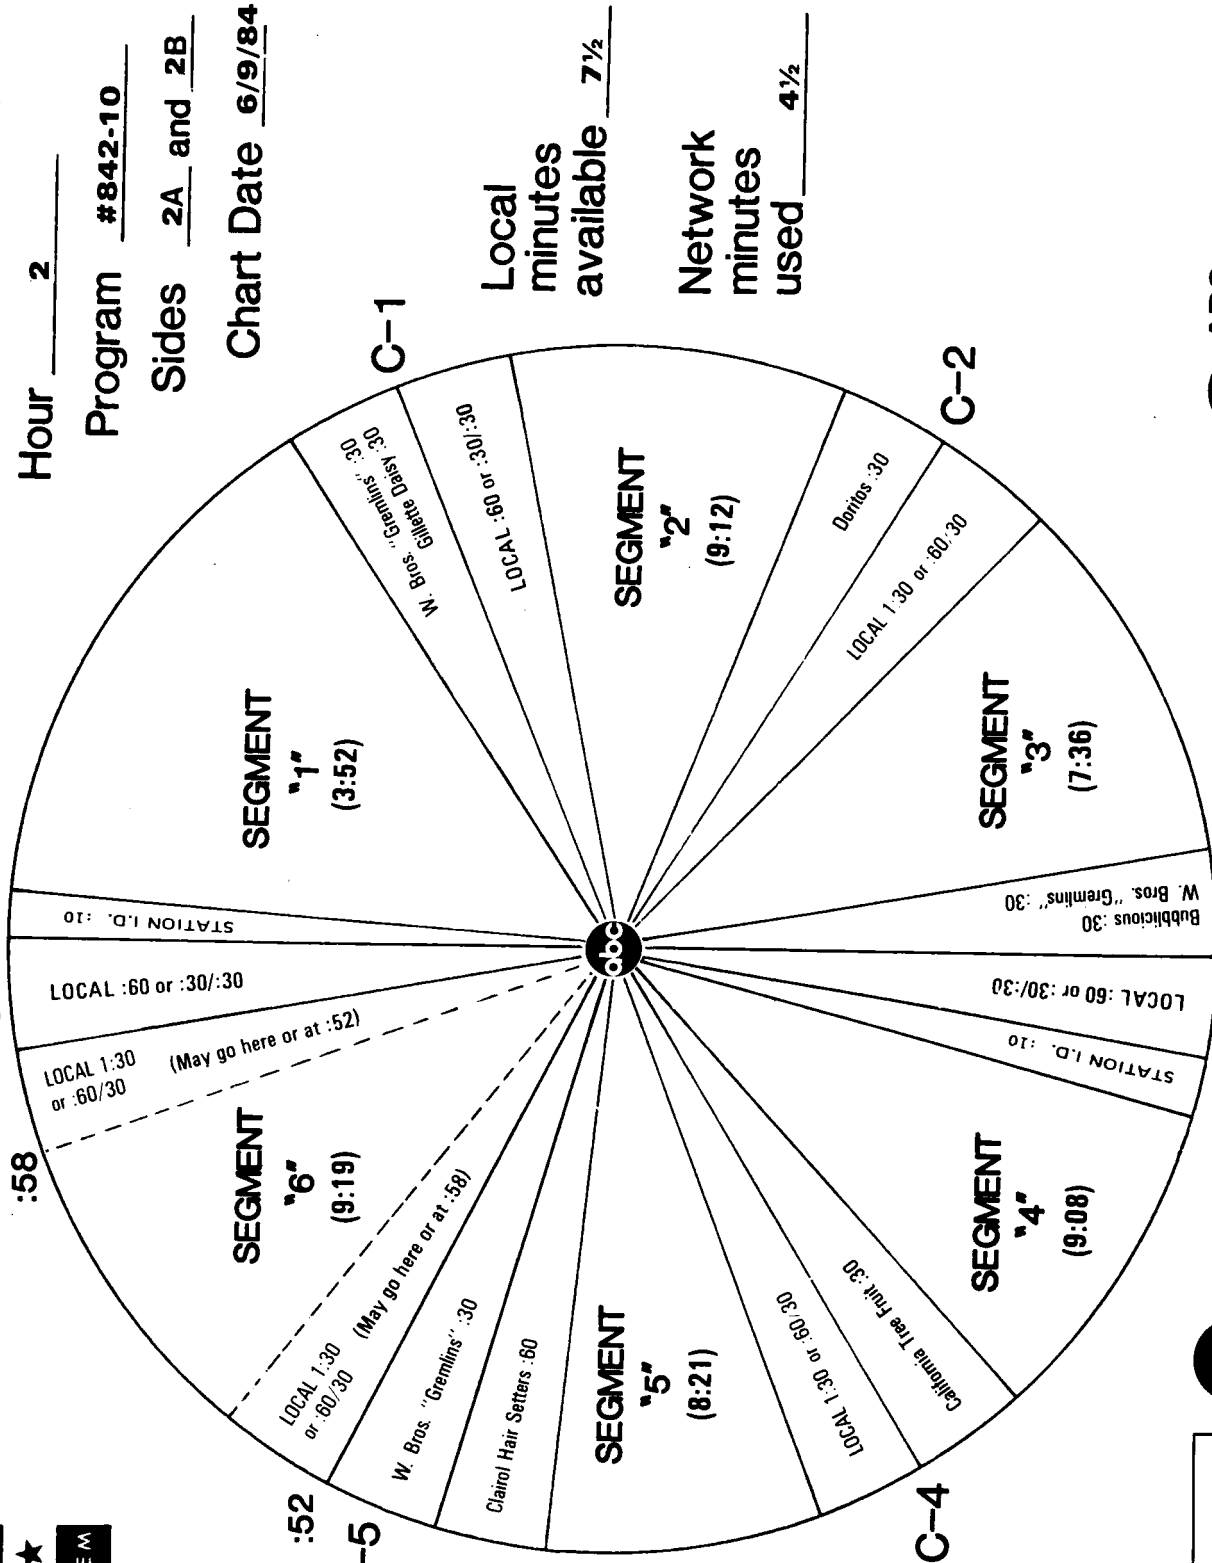 Hour 2
Program #842-10
Sides 2A and 2B
Chart Date 6/9/84
Local
minutes
available 7½
Network
minutes
used 4½
SEGMENT
"1"
(3:52)
W. Bros. "Gremlins" :30
Gillette Daisy :30
C-1
LOCAL :60 or :30/:30
SEGMENT
"2"
(9:12)
Doritos :30
C-2
LOCAL 1:30 or :60/30
SEGMENT
"3"
(7:36)
W. Bros. "Gremlins" :30
Bubblicious :30
LOCAL :60 or :30/:30
STATION I.D. :10
SEGMENT
"4"
(9:08)
California Tree Fruit :30
C-4
LOCAL 1:30 or :60/30
SEGMENT
"5"
(8:21)
Clairol Hair Setters :60
W. Bros. "Gremlins" :30
-5
:52
LOCAL 1:30
or :60/30
(May go here or at :58)
SEGMENT
"6"
(9:19)
:58
LOCAL 1:30
or :60/30
(May go here or at :52)
LOCAL :60 or :30/:30
STATION I.D. :10
abc